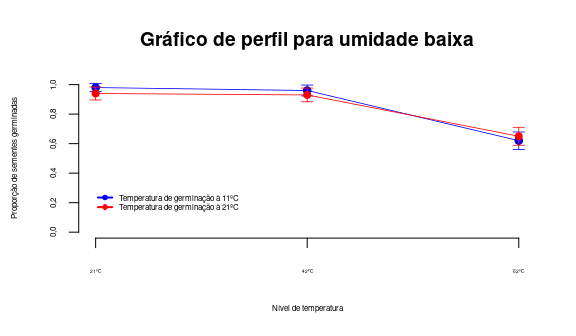 Gráfico de perfil para umidade baixa
Proporção de sementes germinadas
1,0
0,8
0,6
0,4
0,2
0,0
Temperatura de germinação à 11ºC
Temperatura de germinação à 21ºC
21ºC
42ºC
62ºC
Nível de temperatura